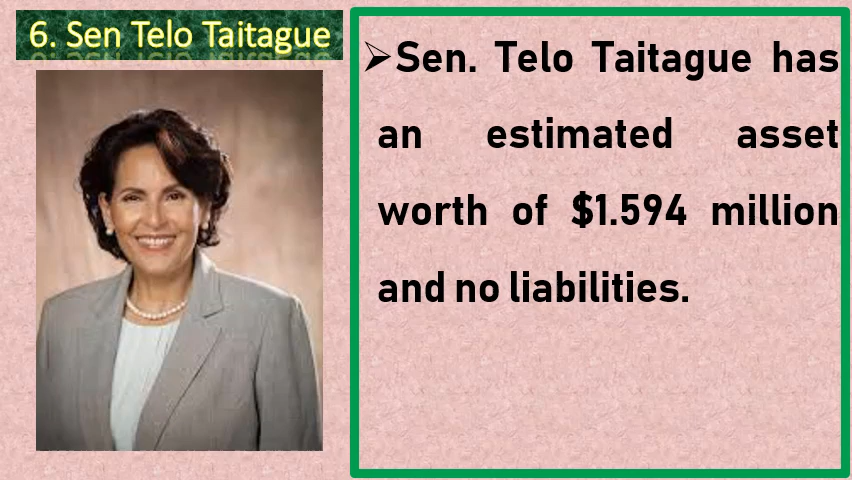 6. Sen Telo Taitague
➢Sen. Telo Taitague has
an estimated asset
worth of $1.594 million
and no liabilities.